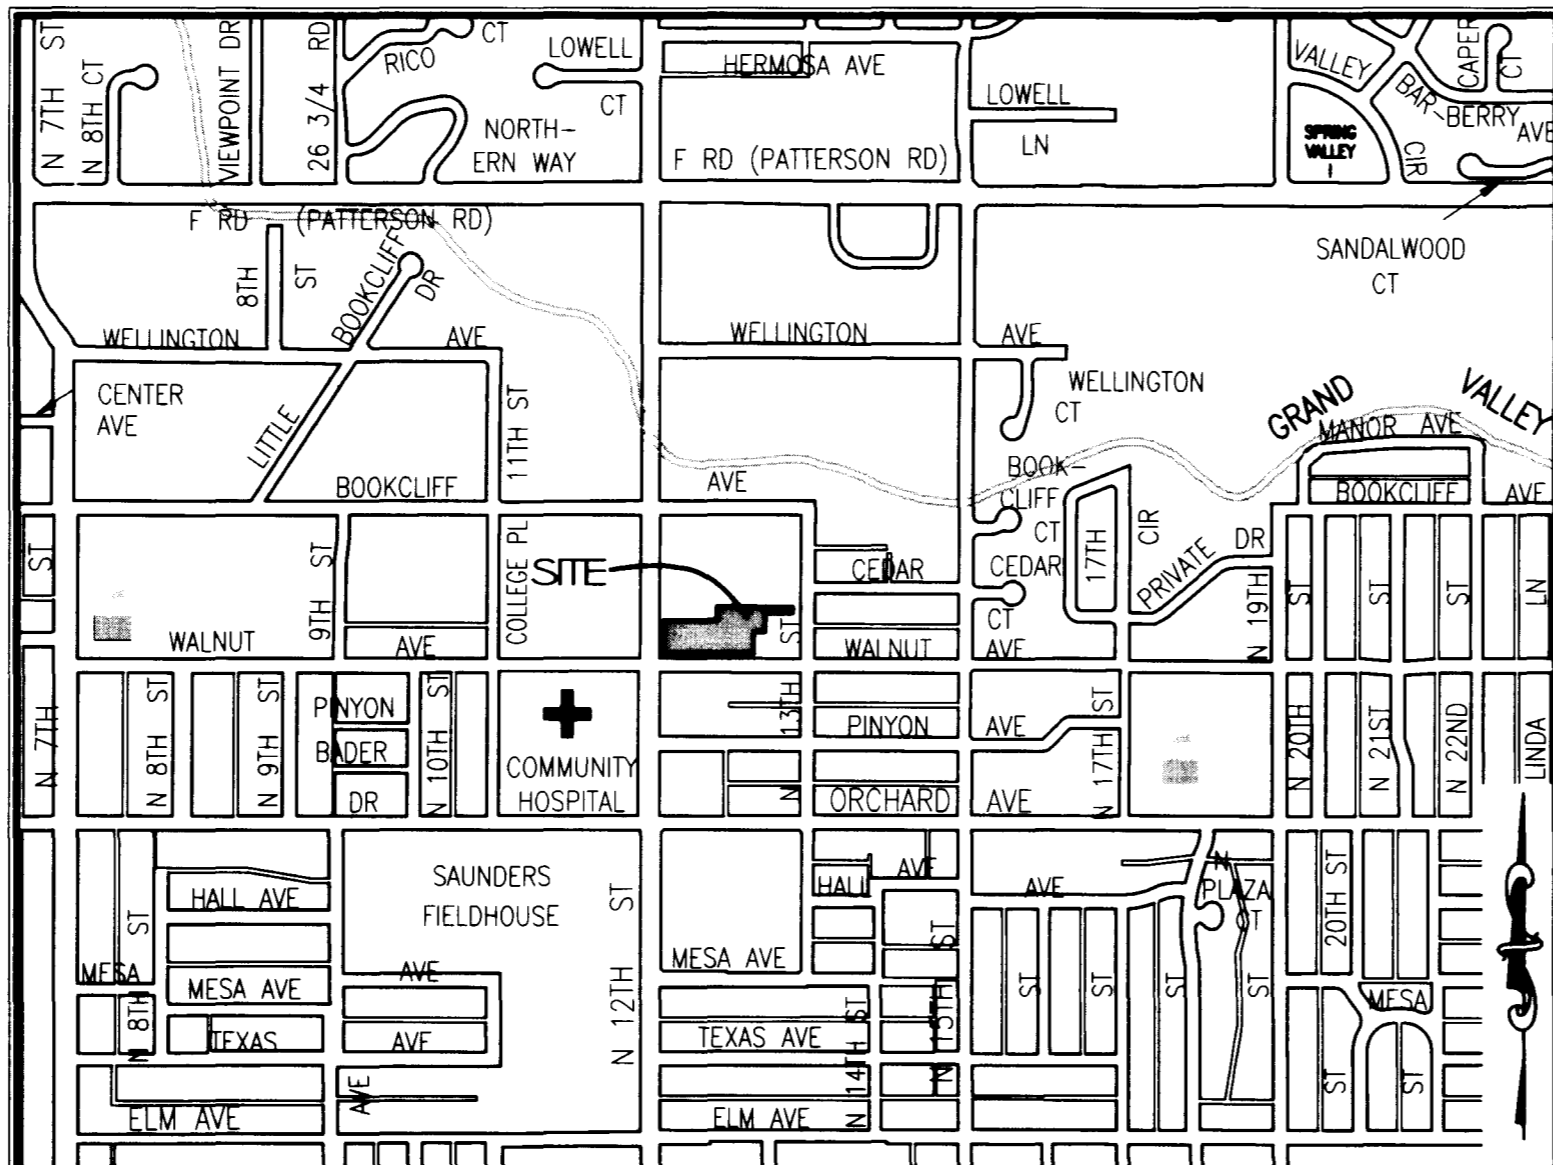 N 7TH ST
N 8TH CT
VIEWPOINT DR
26 3/4 RD
RICO
CT
LOWELL
CT
NORTH-
ERN WAY
HERMOSA AVE
F RD (PATTERSON RD)
LOWELL
LN
VALLEY
CIR
SPRING
VALLEY
CAPER
CT
BAR-BERRY
AVE
SANDALWOOD
CT
F RD (PATTERSON RD)
8TH ST
BOOKCLIFF
DR
LITTLE
WELLINGTON AVE
WELLINGTON
AVE
WELLINGTON
CT
CENTER
AVE
11TH ST
GRAND VALLEY
MANOR AVE
BOOKCLIFF
AVE
BOOK-
CLIFF
CT
BOOKCLIFF AVE
ST
9TH ST
COLLEGE PL
SITE
CEDAR
CEDAR
CT
17TH
CIR
PRIVATE DR
N 19TH
ST
ST
ST
LN
WALNUT AVE
ST
WALNUT AVE
N 7TH
N 8TH ST
N 9TH ST
PINYON
BADER
DR
N 10TH ST
COMMUNITY
HOSPITAL
N 13TH
PINYON AVE
ORCHARD AVE
N 17TH ST
N 20TH
N 21ST
N 22ND
LINDA
HALL AVE
SAUNDERS
FIELDHOUSE
N 12TH ST
HALL AVE
AVE
N
PLAZA
CT
20TH ST
ST
MESA
MESA AVE
AVE
MESA AVE
MESA
N 8TH
TEXAS AVE
TEXAS AVE
N 14TH ST
N 15TH ST
ST
ST
ST
ST
ST
ST
AVE
ELM AVE
ELM AVE